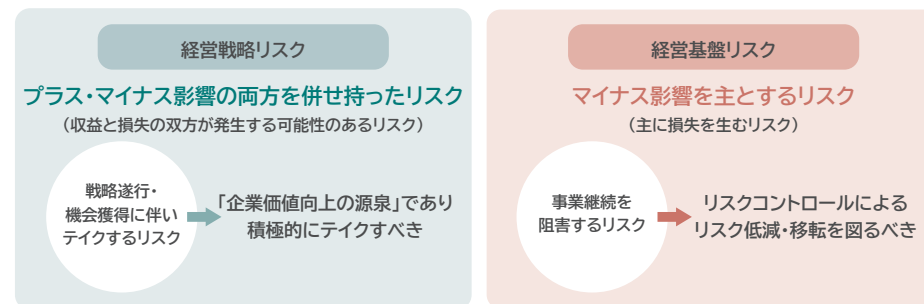 経営戦略リスク
プラス・マイナス影響の両方を併せ持ったリスク
（収益と損失の双方が発生する可能性のあるリスク）
戦略遂行・
機会獲得に伴い
テイクするリスク
「企業価値向上の源泉」であり
積極的にテイクすべき
経営基盤リスク
マイナス影響を主とするリスク
（主に損失を生むリスク）
事業継続を
阻害するリスク
リスクコントロールによる
リスク低減・移転を図るべき